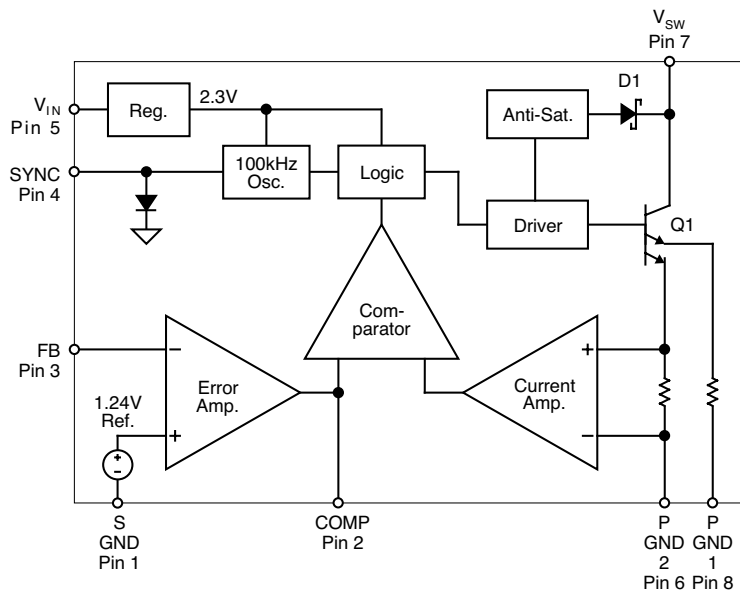 VSW
Pin 7
D1
VIN
Pin 5
Reg.
2.3V
Anti-Sat.
SYNC
Pin 4
100kHz
Osc.
Logic
Driver
Q1
Com-
parator
FB
Pin 3
−
Error
Amp.
+
Current
Amp.
+
−
1.24V
Ref.
+
−
S
GND
Pin 1
COMP
Pin 2
P
GND
2
Pin 6
P
GND
1
Pin 8